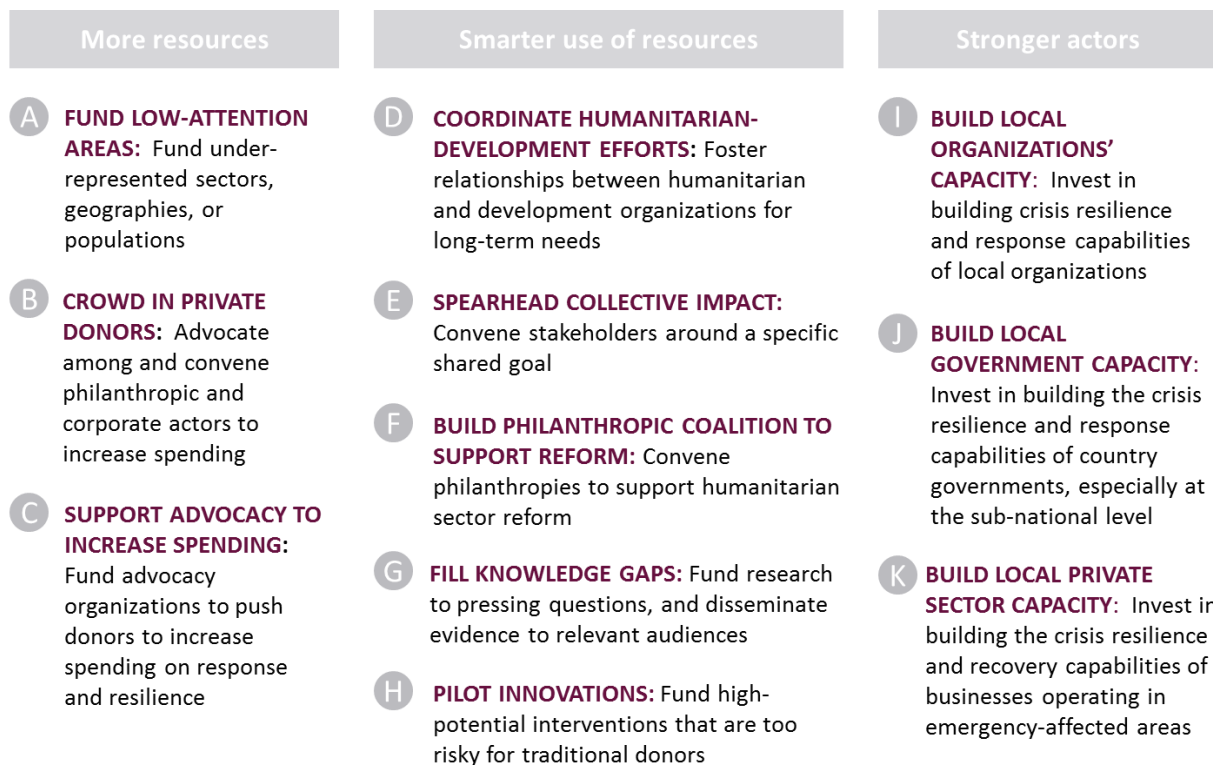 More resources
A
FUND LOW-ATTENTION
AREAS: Fund under-
represented sectors,
geographies, or
populations
B
CROWD IN PRIVATE
DONORS: Advocate
among and convene
philanthropic and
corporate actors to
increase spending
C
SUPPORT ADVOCACY TO
INCREASE SPENDING:
Fund advocacy
organizations to push
donors to increase
spending on response
and resilience
Smarter use of resources
D
COORDINATE HUMANITARIAN-
DEVELOPMENT EFFORTS: Foster
relationships between humanitarian
and development organizations for
long-term needs
E
SPEARHEAD COLLECTIVE IMPACT:
Convene stakeholders around a specific
shared goal
F
BUILD PHILANTHROPIC COALITION TO
SUPPORT REFORM: Convene
philanthropies to support humanitarian
sector reform
G
FILL KNOWLEDGE GAPS: Fund research
to pressing questions, and disseminate
evidence to relevant audiences
H
PILOT INNOVATIONS: Fund high-
potential interventions that are too
risky for traditional donors
Stronger actors
I
BUILD LOCAL
ORGANIZATIONS’
CAPACITY: Invest in
building crisis resilience
and response capabilities
of local organizations
J
BUILD LOCAL
GOVERNMENT CAPACITY:
Invest in building the crisis
resilience and response
capabilities of country
governments, especially at
the sub-national level
K
BUILD LOCAL PRIVATE
SECTOR CAPACITY: Invest in
building the crisis resilience
and recovery capabilities of
businesses operating in
emergency-affected areas